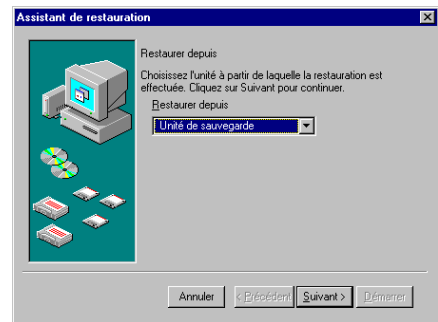 Assistant de restauration
Restaurer depuis
Choisissez l'unité à partir de laquelle la restauration est
effectuée. Cliquez sur Suivant pour continuer.
Restaurer depuis
Unité de sauvegarde
Annuler < Précédent Suivant > Démarrer